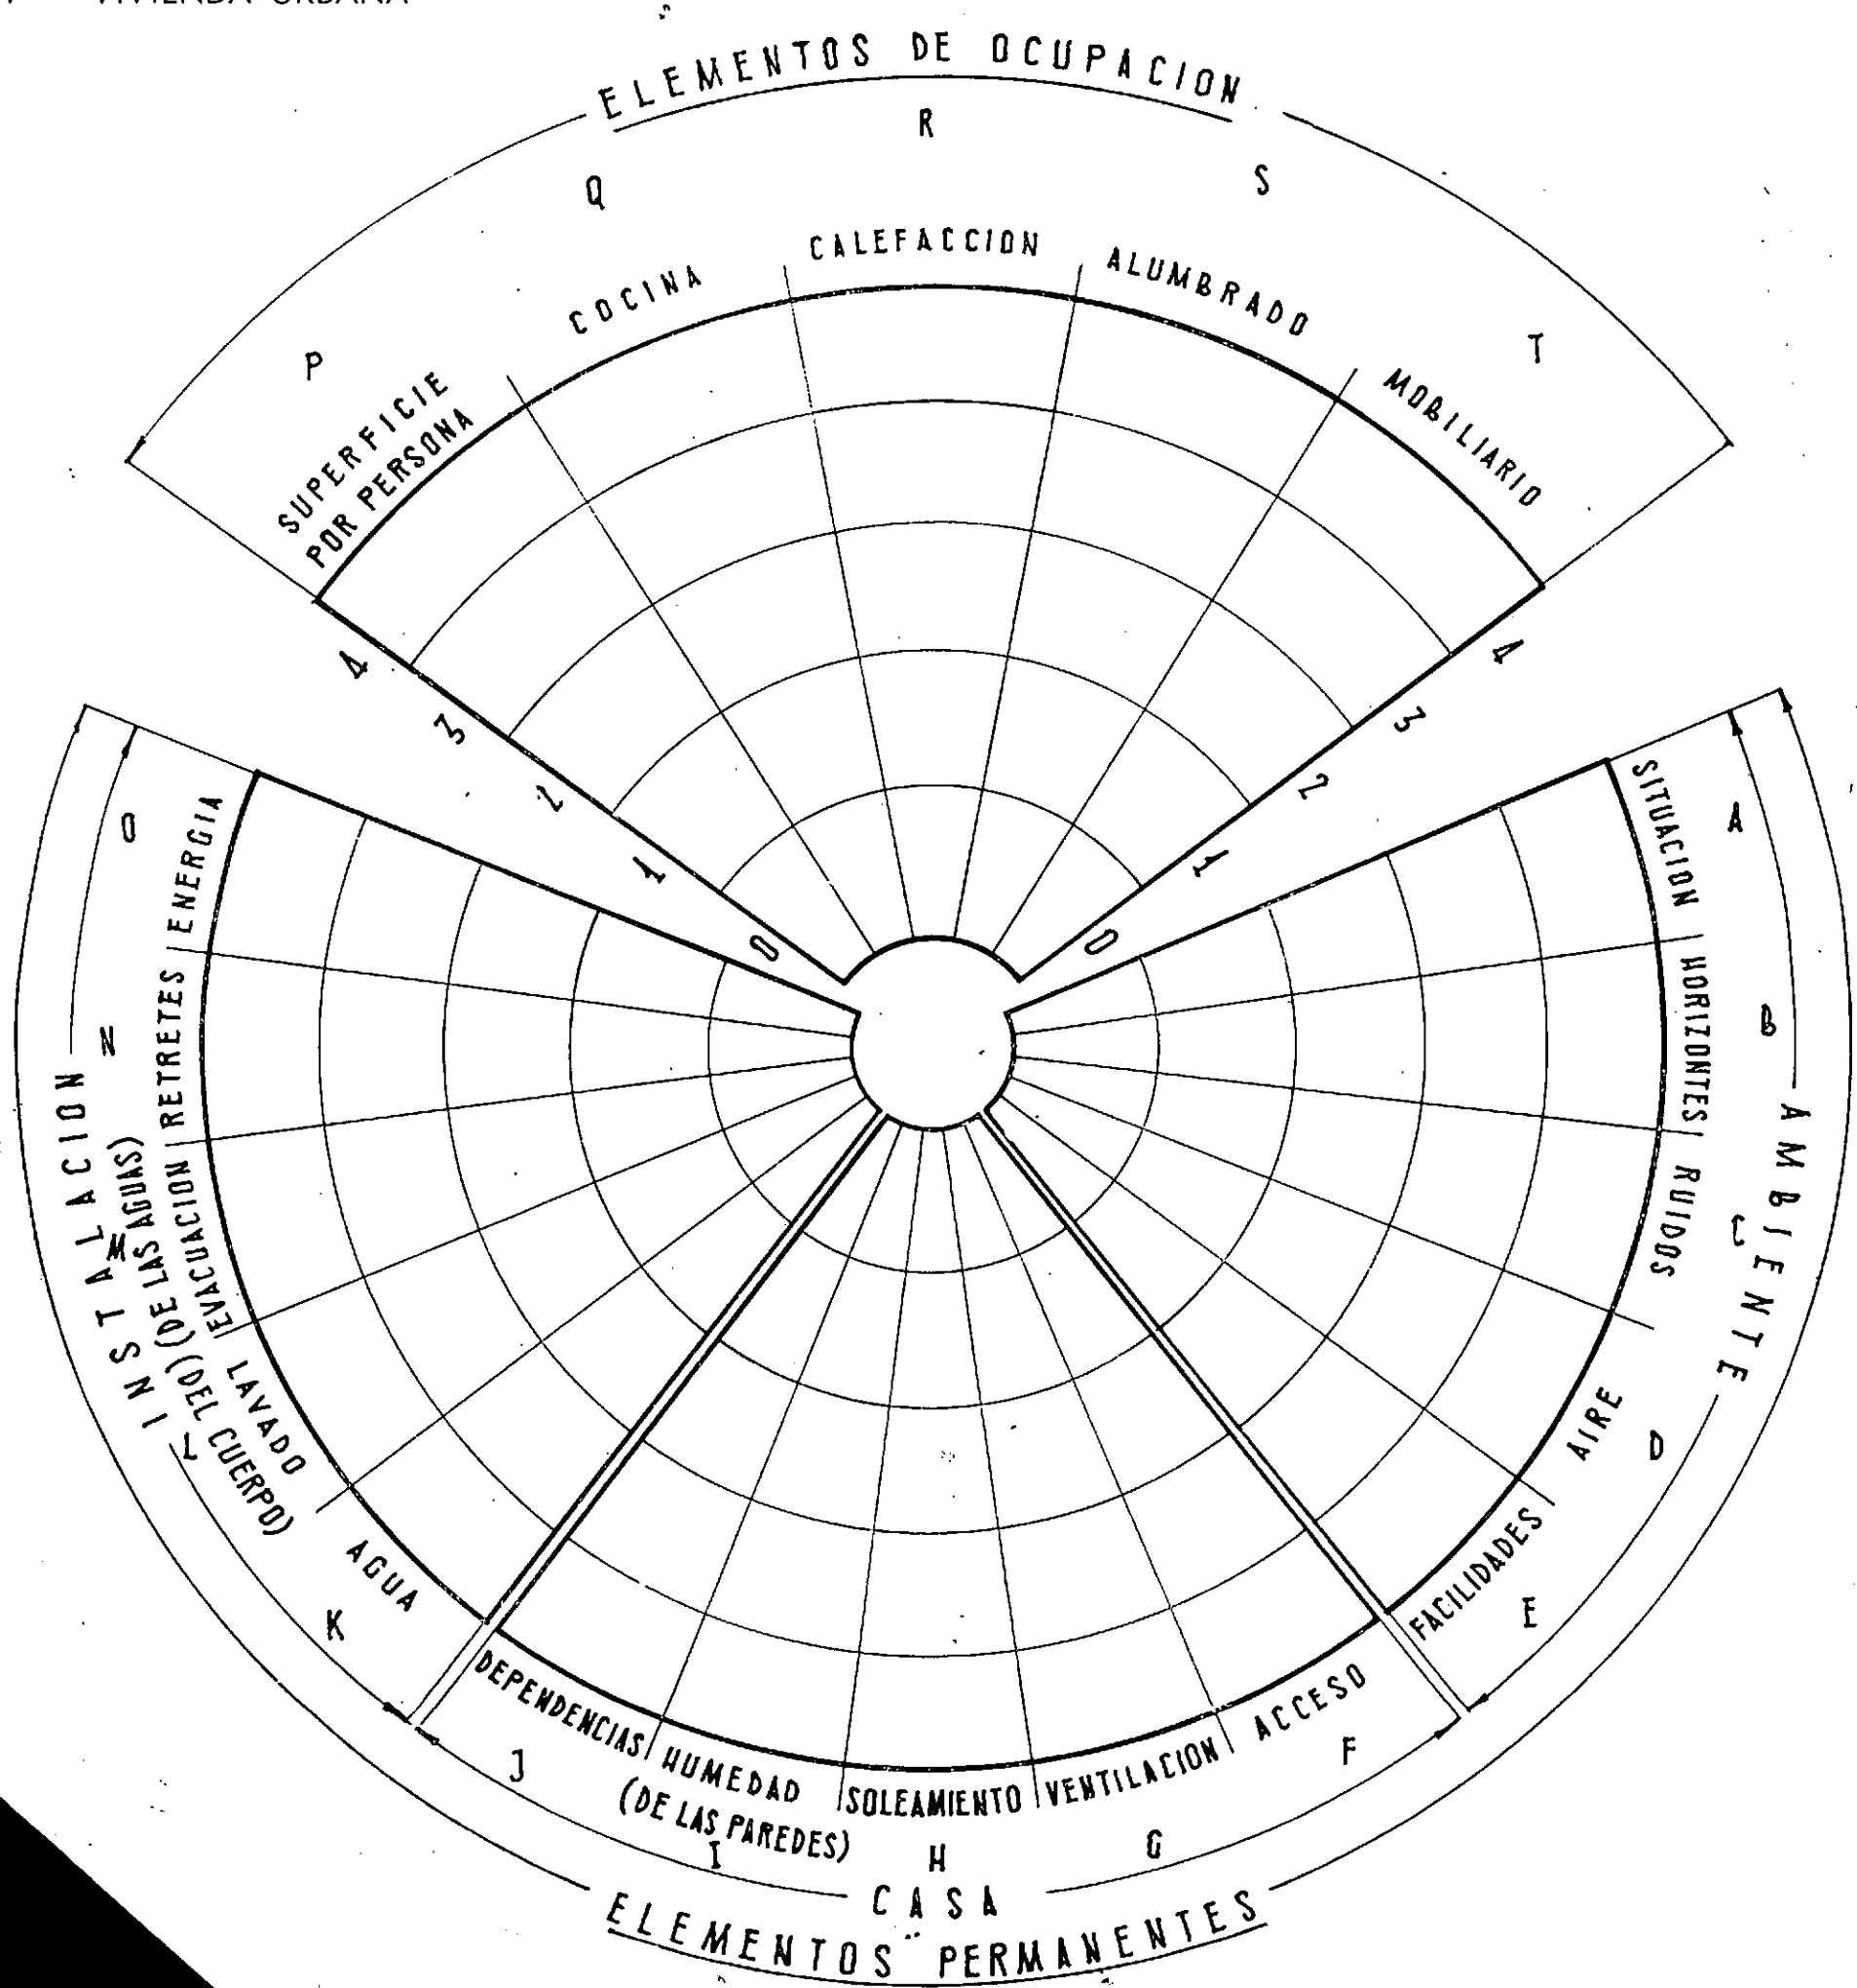 VIVIENDA URBANA
ELEMENTOS DE OCUPACION
P
Q
R
S
T
SUPERFICIE
POR PERSONA
COCINA
CALEFACCION
ALUMBRADO
MOBILIARIO
4
3
2
1
0
4
3
2
1
0
AMBIENTE
A
B
C
D
E
SITUACION
HORIZONTES
RUIDOS
AIRE
FACILIDADES
CASA
F
G
H
I
J
ACCESO
VENTILACION
SOLEAMIENTO
HUMEDAD
(DE LAS PAREDES)
DEPENDENCIAS
INSTALACION
K
L
M
N
O
AGUA
LAVADO
(DEL CUERPO)
EVACUACION
(DE LAS AGUAS)
RETRETES
ENERGIA
ELEMENTOS PERMANENTES